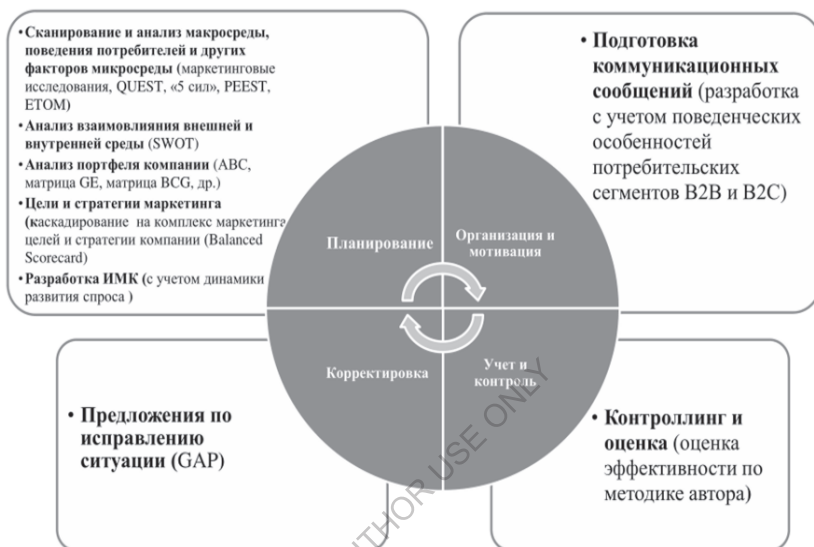 • Сканирование и анализ макросреды,
поведения потребителей и других
факторов микросреды (маркетинговые
исследования, QUEST, «5 сил», PEEST,
ETOM)
• Анализ взаимовлияния внешней и
внутренней среды (SWOT)
• Анализ портфеля компании (ABC,
матрица GE, матрица BCG, др.)
• Цели и стратегии маркетинга
(каскадирование на комплекс маркетинга
целей и стратегии компании (Balanced
Scorecard)
• Разработка ИМК (с учетом динамики
развития спроса )
• Подготовка
коммуникационных
сообщений (разработка
с учетом поведенческих
особенностей
потребительских
сегментов B2B и B2C)
Планирование
Организация и
мотивация
Корректировка
Учет и
контроль
• Предложения по
исправлению
ситуации (GAP)
• Контроллинг и
оценка (оценка
эффективности по
методике автора)
THOR USE ONLY